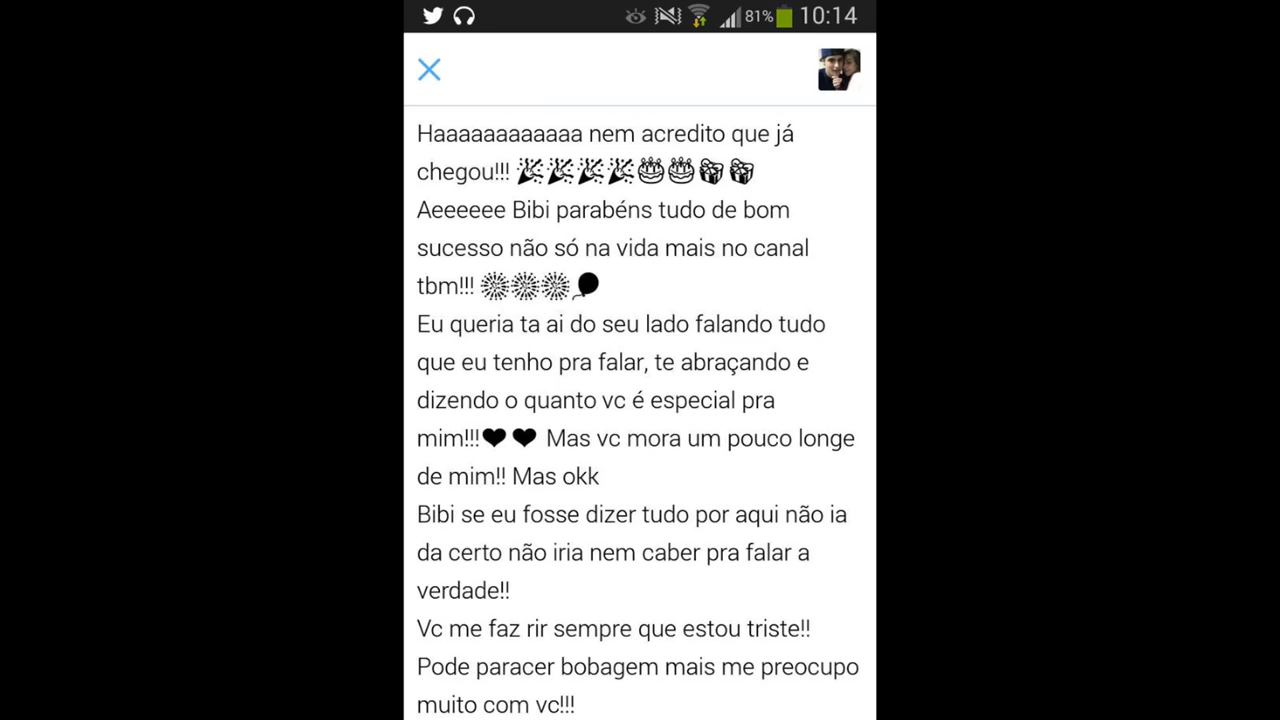 81% 10:14
Haaaaaaaaaaaa nem acredito que já
chegou!!! 🎉🎉🎉🎉🎂🎂🎁🎁
Aeeeeee Bibi parabéns tudo de bom
sucesso não só na vida mais no canal
tbm!!! 🎆🎆🎆🎈
Eu queria ta ai do seu lado falando tudo
que eu tenho pra falar, te abraçando e
dizendo o quanto vc é especial pra
mim!!!❤❤ Mas vc mora um pouco longe
de mim!! Mas okk
Bibi se eu fosse dizer tudo por aqui não ia
da certo não iria nem caber pra falar a
verdade!!
Vc me faz rir sempre que estou triste!!
Pode paracer bobagem mais me preocupo
muito com vc!!!